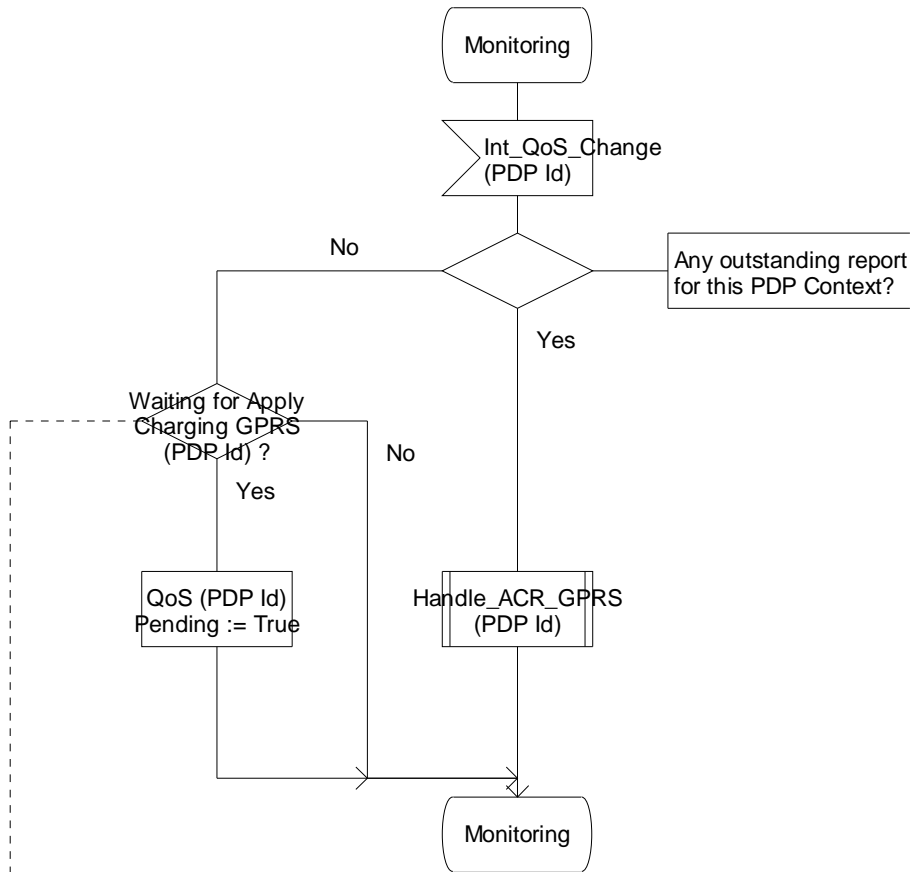 Monitoring
Int_QoS_Change
(PDP Id)
No
Any outstanding report
for this PDP Context?
Yes
Waiting for Apply
Charging GPRS
(PDP Id) ?
No
Yes
QoS (PDP Id)
Pending := True
Handle_ACR_GPRS
(PDP Id)
Monitoring